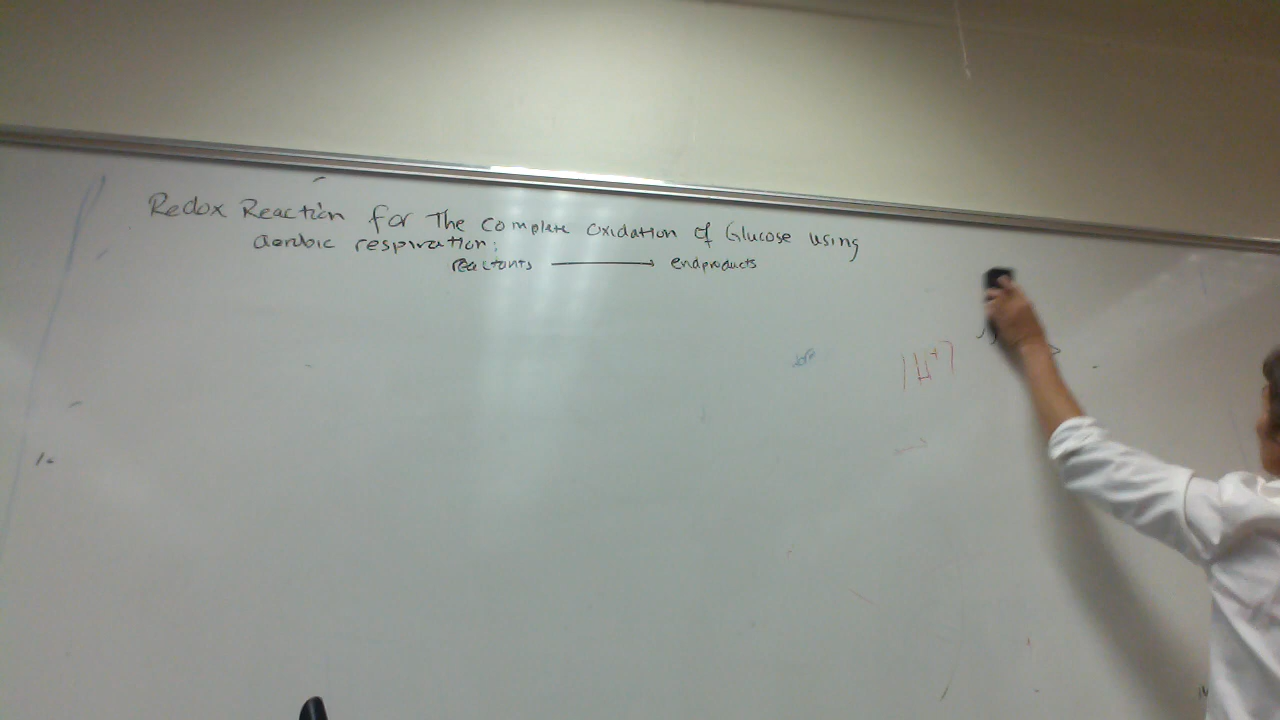 Redox Reaction for The Complete Oxidation of Glucose using
aerobic respiration:
reactants → endproducts
H+